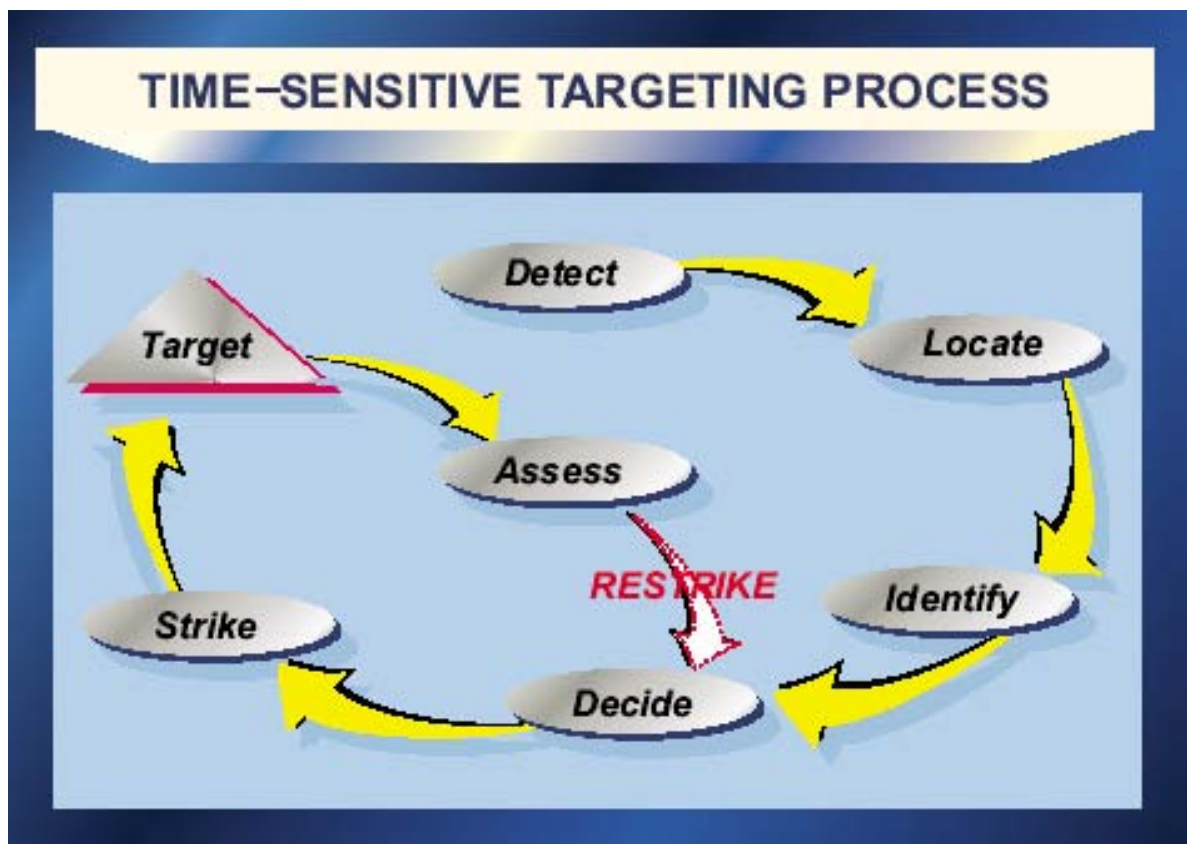 TIME–SENSITIVE TARGETING PROCESS
Detect
Locate
Target
Assess
RESTRIKE
Identify
Strike
Decide